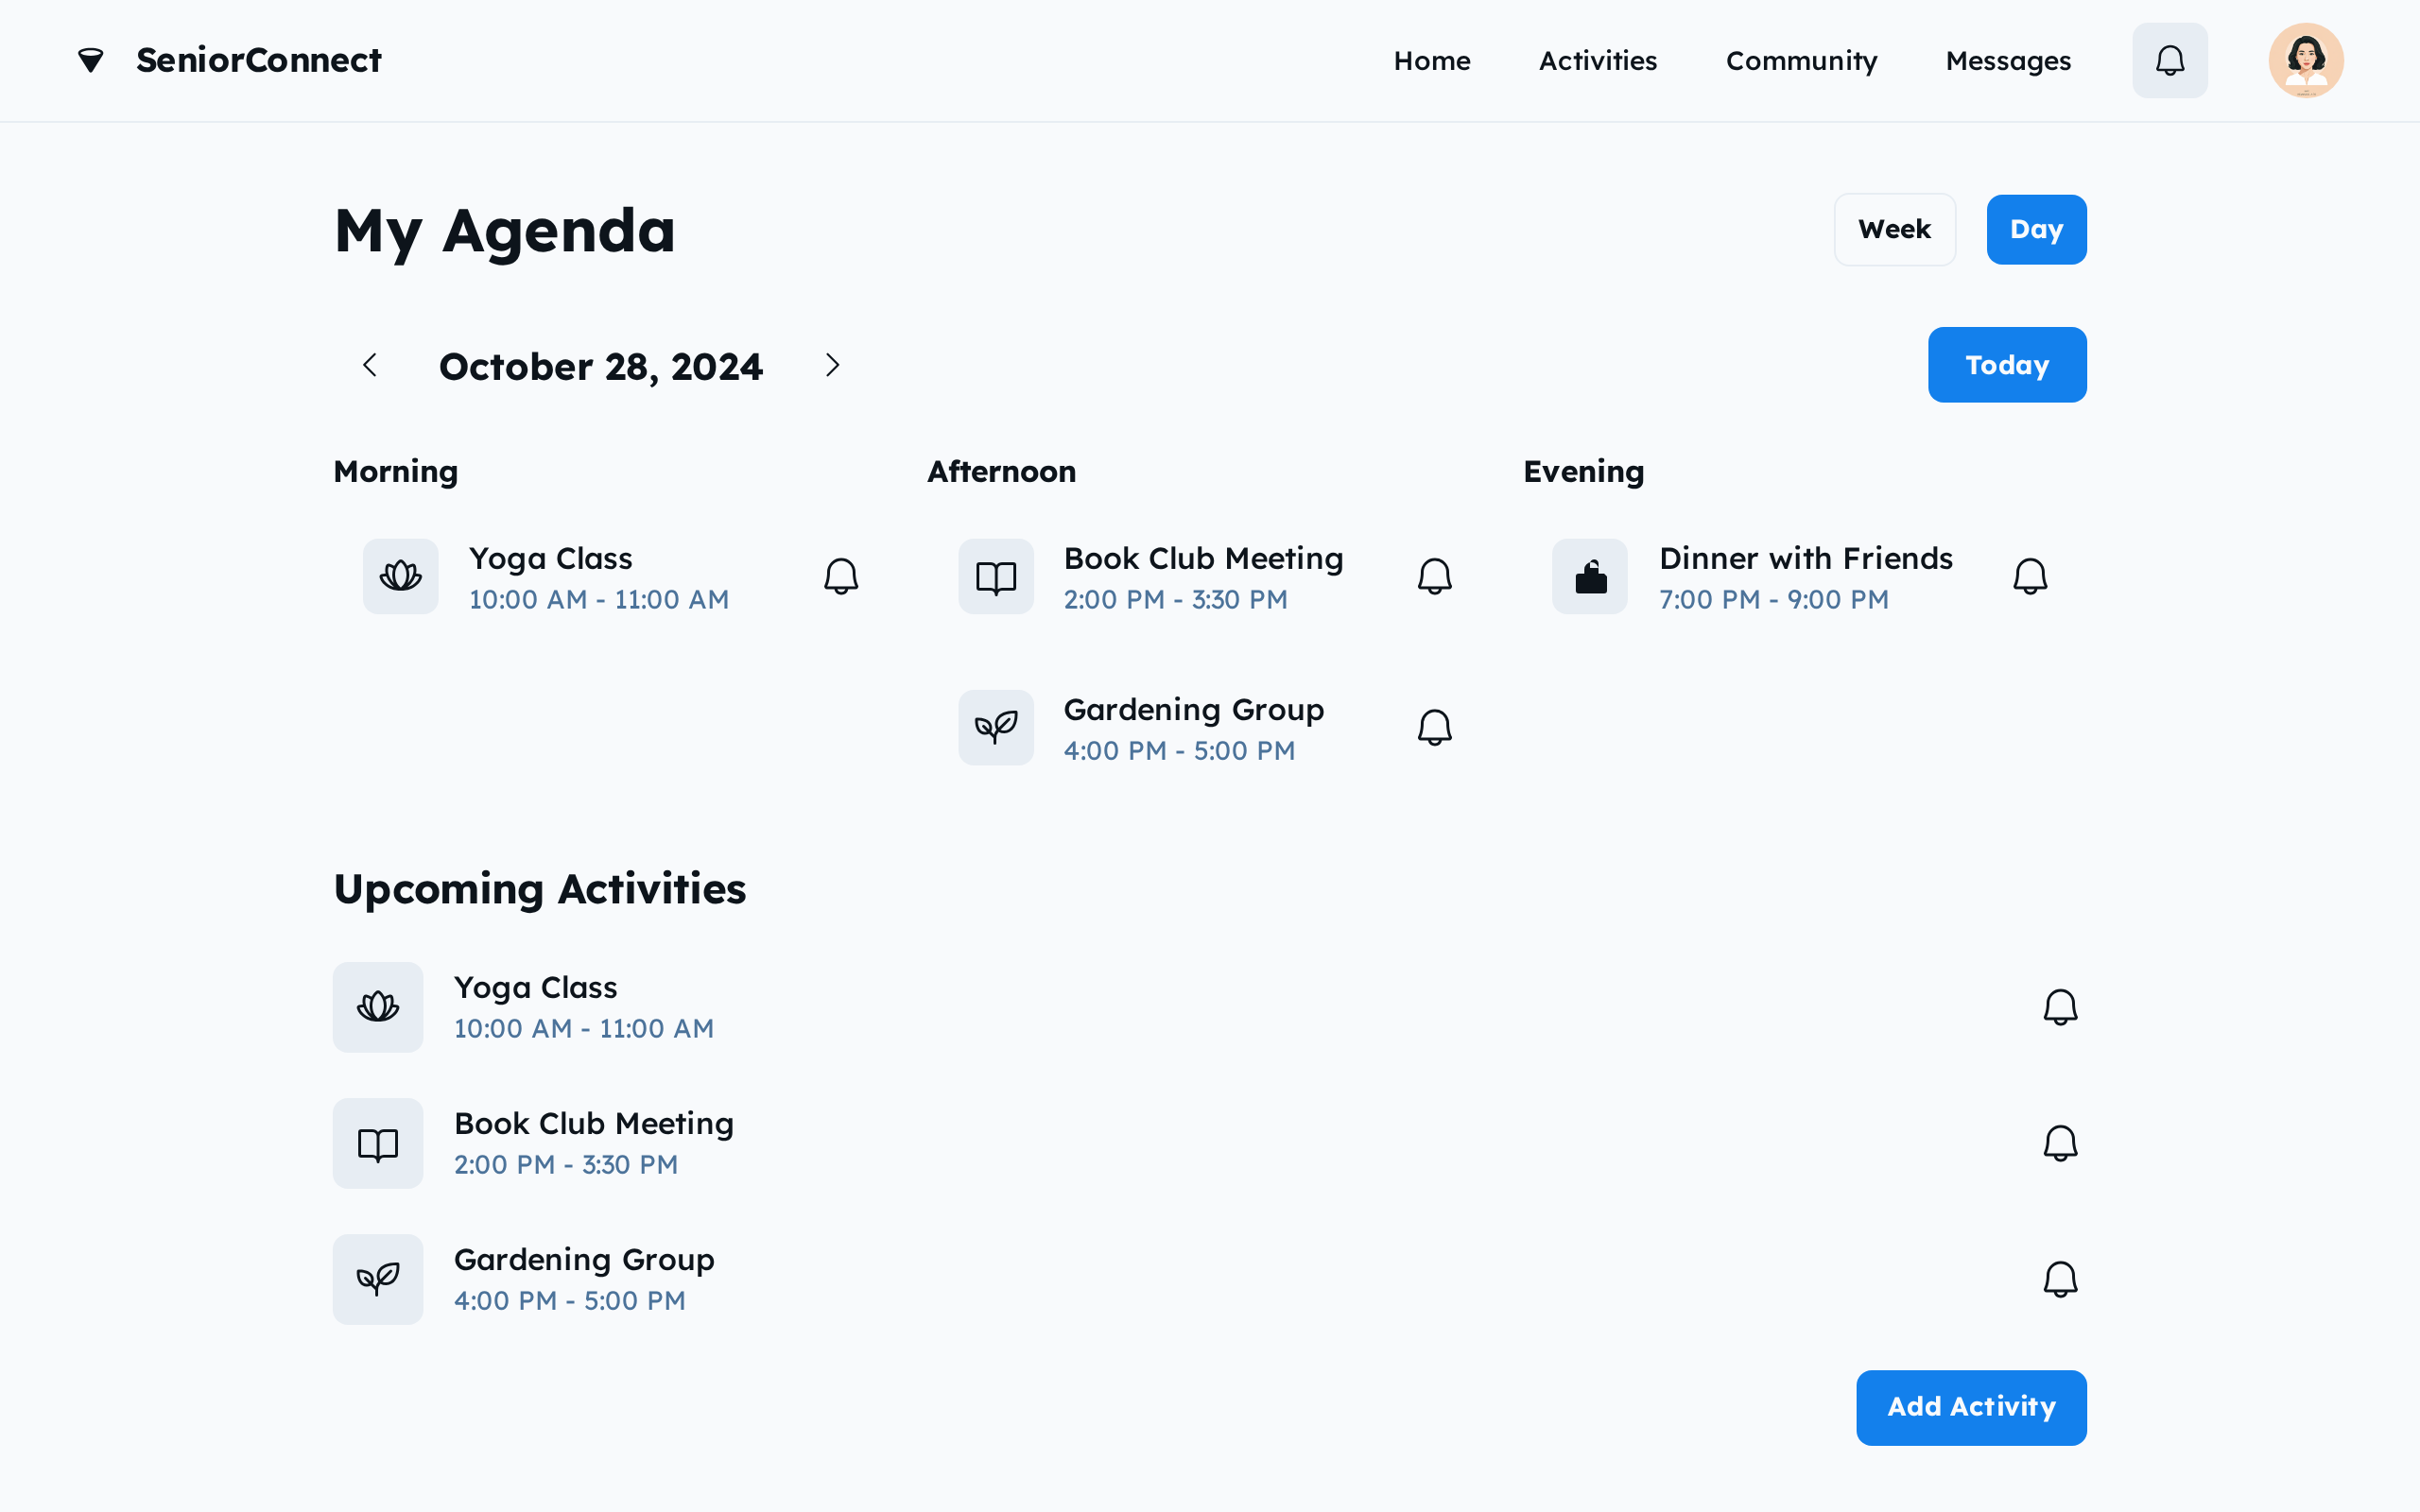 SeniorConnect
Home
Activities
Community
Messages
My Agenda
Week
Day
October 28, 2024
Today
Morning
Yoga Class
10:00 AM - 11:00 AM
Afternoon
Book Club Meeting
2:00 PM - 3:30 PM
Gardening Group
4:00 PM - 5:00 PM
Evening
Dinner with Friends
7:00 PM - 9:00 PM
Upcoming Activities
Yoga Class
10:00 AM - 11:00 AM
Book Club Meeting
2:00 PM - 3:30 PM
Gardening Group
4:00 PM - 5:00 PM
Add Activity